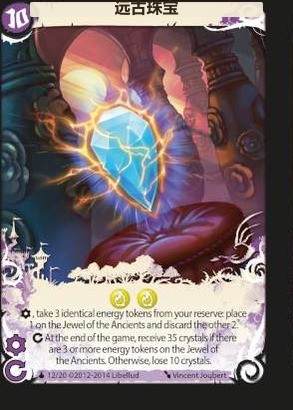 远古珠宝
10
, take 3 identical energy tokens from your reserve: place
1 on the Jewel of the Ancients and discard the other 2.
At the end of the game, receive 35 crystals if there
are 3 or more energy tokens on the Jewel of
the Ancients. Otherwise, lose 10 crystals.
12/20 ©2012-2014 Libellud Vincent Joubert